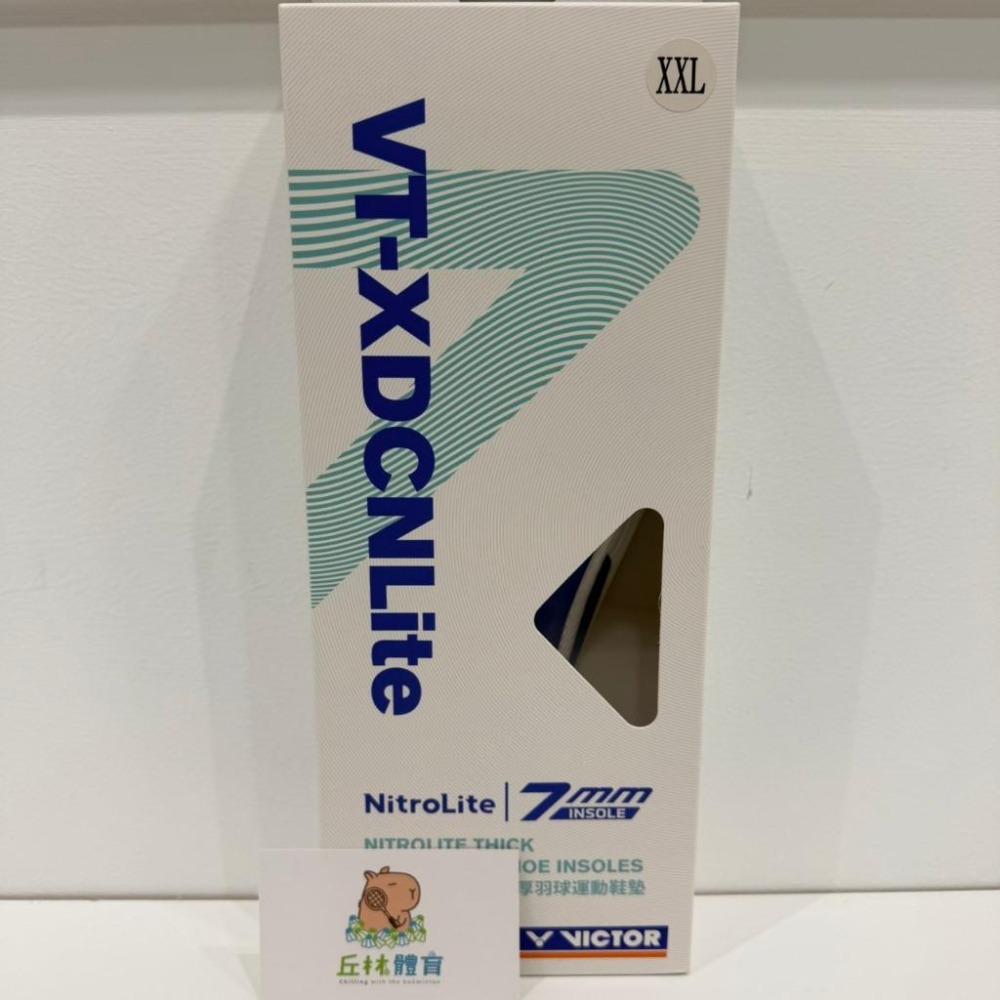 XXL
VT-XDCNLite
NitroLite
7mm
INSOLE
NITROLITE THICK
INSOLES
厚羽球運動鞋墊
VICTOR
丘林體育
Chilling with the badminton